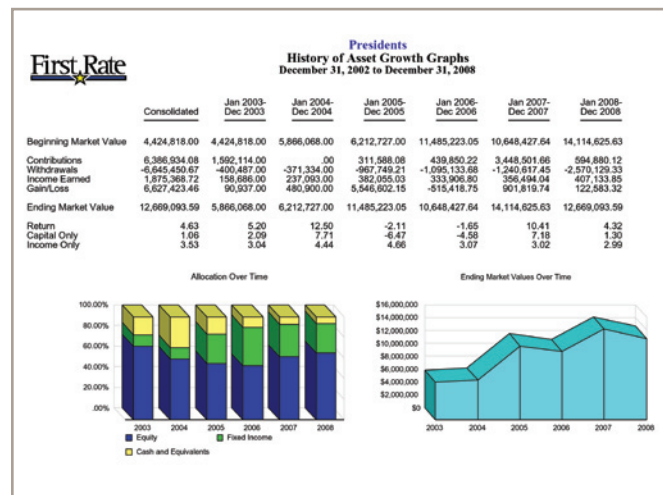 Presidents
History of Asset Growth Graphs
December 31, 2002 to December 31, 2008
First Rate
Consolidated Jan 2003- Dec 2003 Jan 2004- Dec 2004 Jan 2005- Dec 2005 Jan 2006- Dec 2006 Jan 2007- Dec 2007 Jan 2008- Dec 2008
Beginning Market Value 4,424,818.00 4,424,818.00 5,866,068.00 6,212,727.00 11,485,223.05 10,648,427.64 14,114,625.63
Contributions 6,386,934.08 1,592,114.00 .00 311,588.08 439,850.22 3,448,501.66 594,880.12
Withdrawals -6,645,450.67 -400,487.00 -371,334.00 -967,749.21 -1,095,133.68 -1,240,617.45 -2,570,129.33
Income Earned 1,875,368.72 158,686.00 237,093.00 382,055.03 333,906.80 356,494.04 407,133.85
Gain/Loss 6,627,423.46 90,937.00 480,900.00 5,546,602.15 -515,418.75 901,819.74 122,583.32
Ending Market Value 12,669,093.59 5,866,068.00 6,212,727.00 11,485,223.05 10,648,427.64 14,114,625.63 12,669,093.59
Return 4.63 5.20 12.50 -2.11 -1.65 10.41 4.32
Capital Only 1.06 2.09 7.71 -6.47 -4.58 7.18 1.30
Income Only 3.53 3.04 4.44 4.66 3.07 3.02 2.99
Allocation Over Time
100.00%
80.00%
60.00%
40.00%
20.00%
.00%
2003 2004 2005 2006 2007 2008
Equity Fixed Income
Cash and Equivalents
Ending Market Values Over Time
$16,000,000
$14,000,000
$12,000,000
$10,000,000
$8,000,000
$6,000,000
$4,000,000
$2,000,000
$0
2003 2004 2005 2006 2007 2008